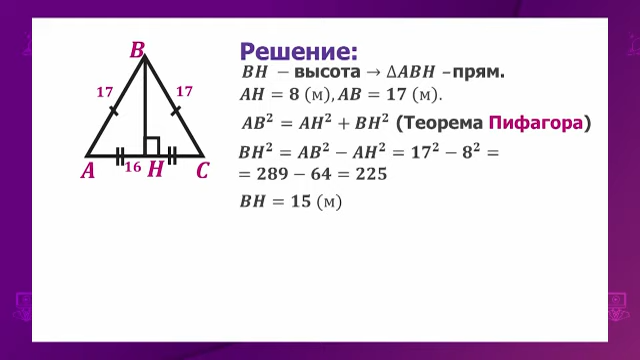 B
17
17
A
16
H
C
Решение:
BH − высота → ΔABH –прям.
AH = 8 (м), AB = 17 (м).
AB² = AH² + BH² (Теорема Пифагора)
BH² = AB² − AH² = 17² − 8² =
= 289 − 64 = 225
BH = 15 (м)